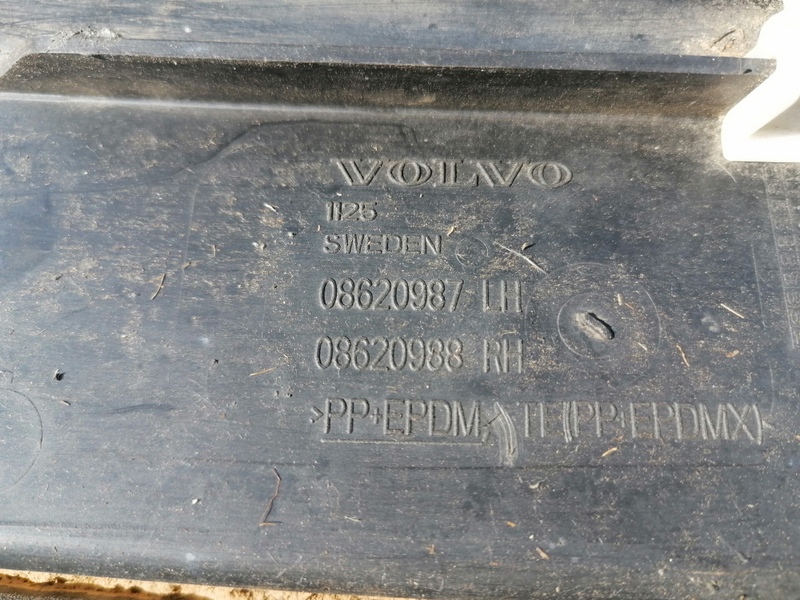 VOLVO
1125
SWEDEN
08620987 LH
08620988 RH
>PP+EPDM, TE(PP+EPDMX)<